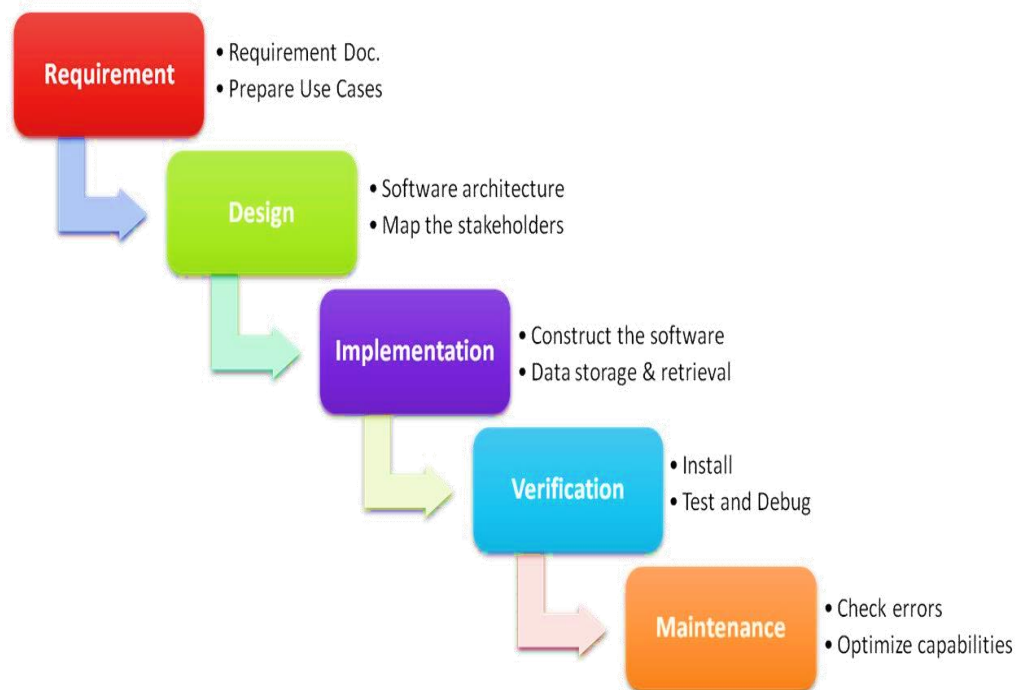 Requirement
• Requirement Doc.
• Prepare Use Cases
Design
• Software architecture
• Map the stakeholders
Implementation
• Construct the software
• Data storage & retrieval
Verification
• Install
• Test and Debug
Maintenance
• Check errors
• Optimize capabilities